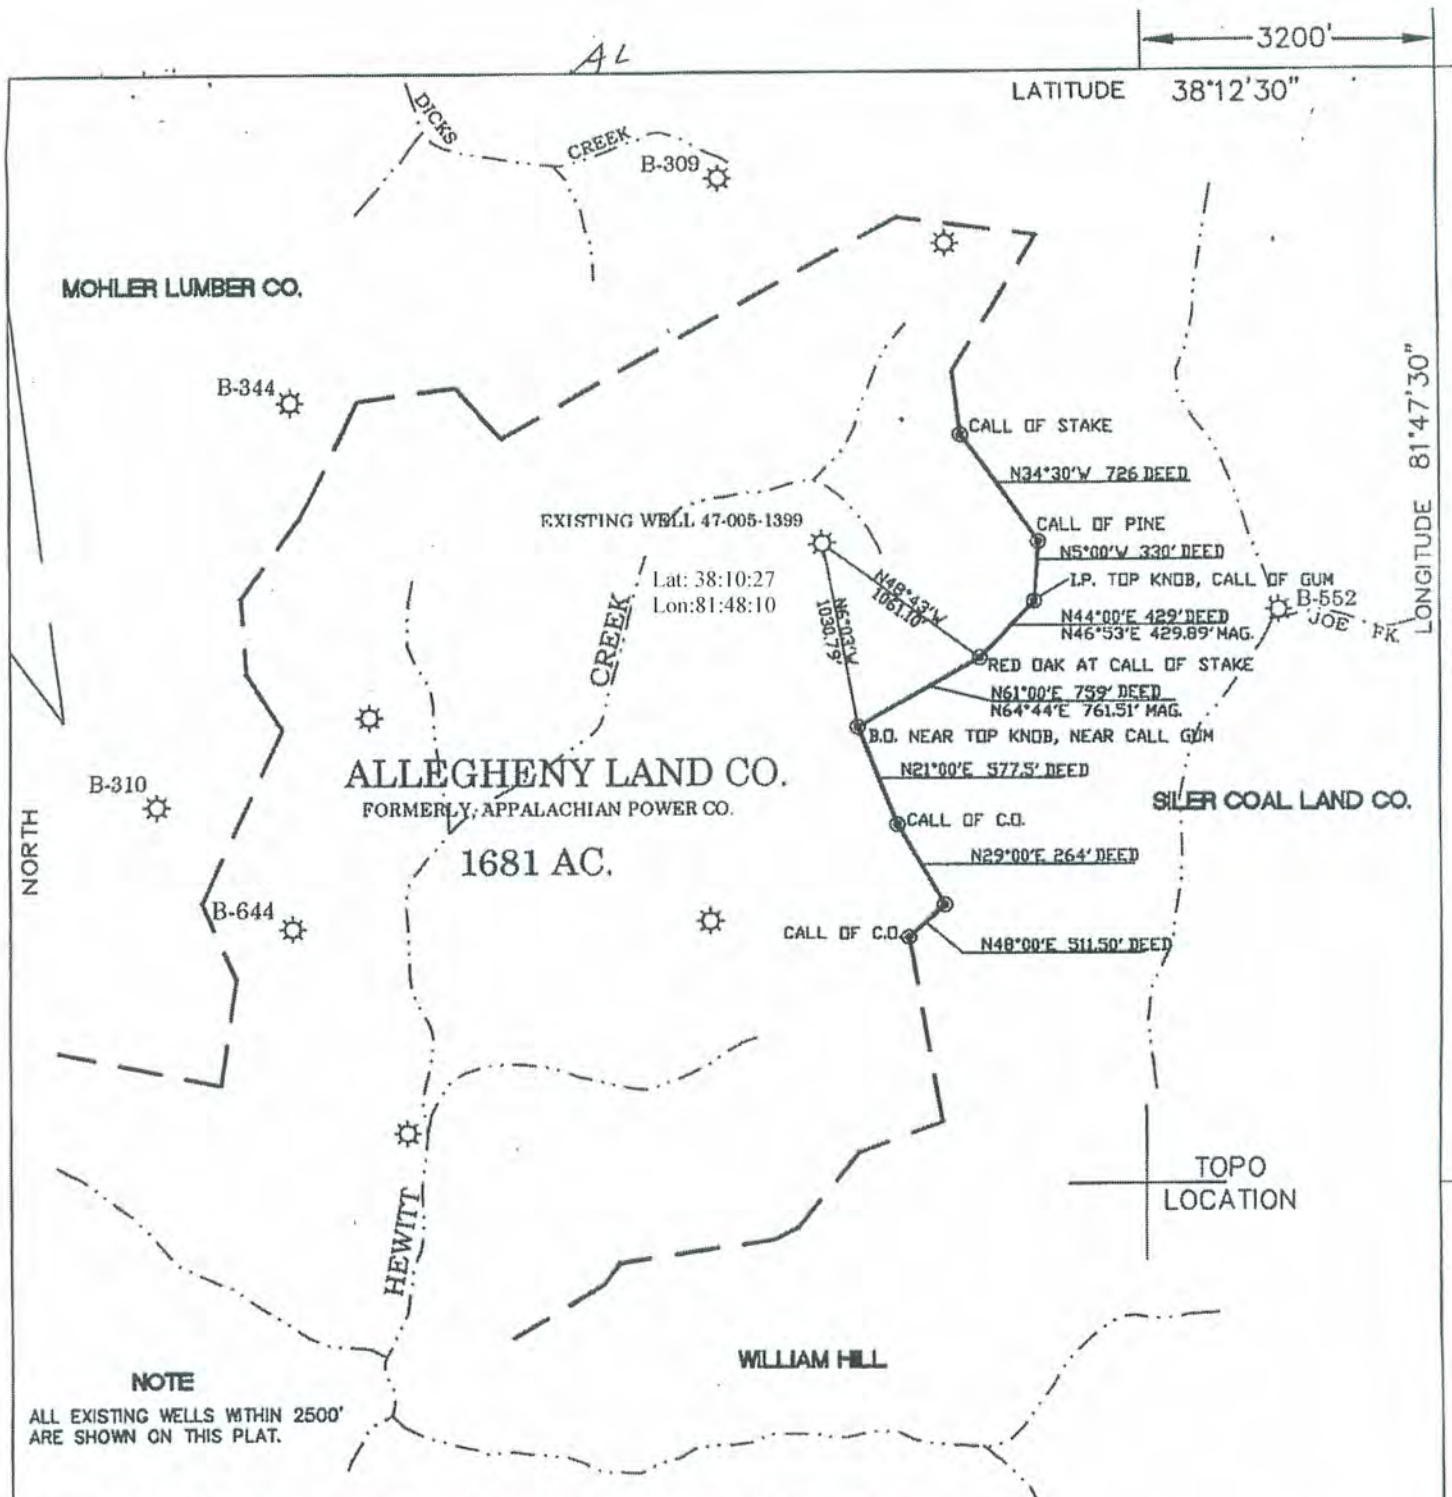 AL
3200'
LATITUDE 38°12'30"
DICKS
CREEK
B-309
MOHLER LUMBER CO.
B-344
LONGITUDE 81°47'30"
CALL OF STAKE
N34°30'W 726 DEED
CALL OF PINE
EXISTING WELL 47-005-1399
N5°00'W 330' DEED
Lat: 38:10:27
Lon:81:48:10
I.P. TOP KNOB, CALL OF GUM
N48°43'W
1061.10'
N6°03'W
1030.79'
B-552
JOE FK.
CREEK
N44°00'E 429' DEED
N46°53'E 429.89' MAG.
RED OAK AT CALL OF STAKE
N61°00'E 759' DEED
N64°44'E 761.51' MAG.
B.O. NEAR TOP KNOB, NEAR CALL GUM
ALLEGHENY LAND CO.
N21°00'E 577.5' DEED
B-310
FORMERLY: APPALACHIAN POWER CO.
SILER COAL LAND CO.
CALL OF C.O.
NORTH
1681 AC.
N29°00'E 264' DEED
B-644
CALL OF C.O.
N48°00'E 511.50' DEED
TOPO
LOCATION
HEWITT
WILLIAM HILL
NOTE
ALL EXISTING WELLS WITHIN 2500'
ARE SHOWN ON THIS PLAT.